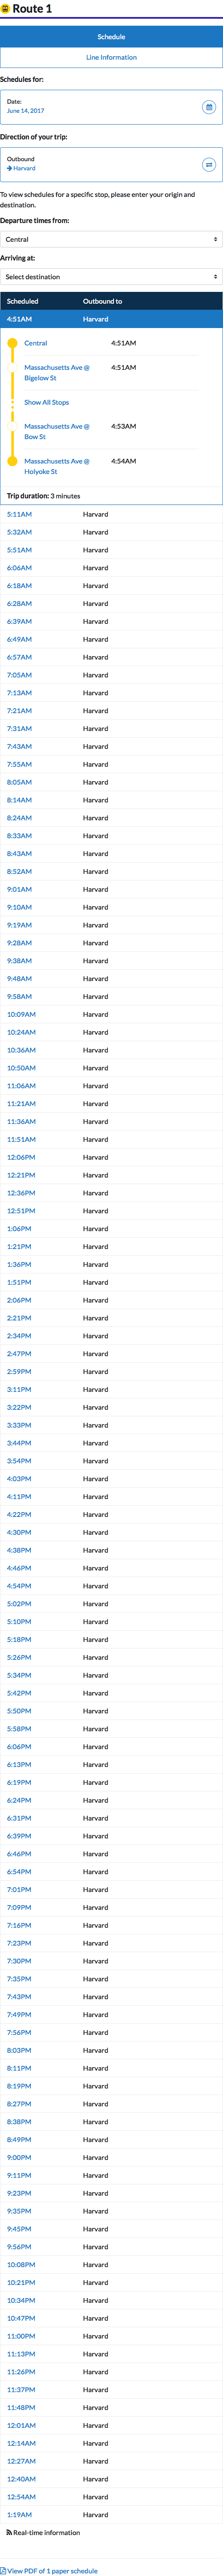 Route 1
Schedule
Line Information
Schedules for:
Date:
June 14, 2017
Direction of your trip:
Outbound
Harvard
To view schedules for a specific stop, please enter your origin and
destination.
Departure times from:
Central
Arriving at:
Select destination
Scheduled Outbound to
4:51AM Harvard
Central 4:51AM
Massachusetts Ave @ 4:51AM
Bigelow St
Show All Stops
Massachusetts Ave @ 4:53AM
Bow St
Massachusetts Ave @ 4:54AM
Holyoke St
Trip duration: 3 minutes
5:11AM Harvard
5:32AM Harvard
5:51AM Harvard
6:06AM Harvard
6:18AM Harvard
6:28AM Harvard
6:39AM Harvard
6:49AM Harvard
6:57AM Harvard
7:05AM Harvard
7:13AM Harvard
7:21AM Harvard
7:31AM Harvard
7:43AM Harvard
7:55AM Harvard
8:05AM Harvard
8:14AM Harvard
8:24AM Harvard
8:33AM Harvard
8:43AM Harvard
8:52AM Harvard
9:01AM Harvard
9:10AM Harvard
9:19AM Harvard
9:28AM Harvard
9:38AM Harvard
9:48AM Harvard
9:58AM Harvard
10:09AM Harvard
10:24AM Harvard
10:36AM Harvard
10:50AM Harvard
11:06AM Harvard
11:21AM Harvard
11:36AM Harvard
11:51AM Harvard
12:06PM Harvard
12:21PM Harvard
12:36PM Harvard
12:51PM Harvard
1:06PM Harvard
1:21PM Harvard
1:36PM Harvard
1:51PM Harvard
2:06PM Harvard
2:21PM Harvard
2:34PM Harvard
2:47PM Harvard
2:59PM Harvard
3:11PM Harvard
3:22PM Harvard
3:33PM Harvard
3:44PM Harvard
3:54PM Harvard
4:03PM Harvard
4:11PM Harvard
4:22PM Harvard
4:30PM Harvard
4:38PM Harvard
4:46PM Harvard
4:54PM Harvard
5:02PM Harvard
5:10PM Harvard
5:18PM Harvard
5:26PM Harvard
5:34PM Harvard
5:42PM Harvard
5:50PM Harvard
5:58PM Harvard
6:06PM Harvard
6:13PM Harvard
6:19PM Harvard
6:24PM Harvard
6:31PM Harvard
6:39PM Harvard
6:46PM Harvard
6:54PM Harvard
7:01PM Harvard
7:09PM Harvard
7:16PM Harvard
7:23PM Harvard
7:30PM Harvard
7:35PM Harvard
7:43PM Harvard
7:49PM Harvard
7:56PM Harvard
8:03PM Harvard
8:11PM Harvard
8:19PM Harvard
8:27PM Harvard
8:38PM Harvard
8:49PM Harvard
9:00PM Harvard
9:11PM Harvard
9:23PM Harvard
9:35PM Harvard
9:45PM Harvard
9:56PM Harvard
10:08PM Harvard
10:21PM Harvard
10:34PM Harvard
10:47PM Harvard
11:00PM Harvard
11:13PM Harvard
11:26PM Harvard
11:37PM Harvard
11:48PM Harvard
12:01AM Harvard
12:14AM Harvard
12:27AM Harvard
12:40AM Harvard
12:54AM Harvard
1:19AM Harvard
Real-time information
View PDF of 1 paper schedule